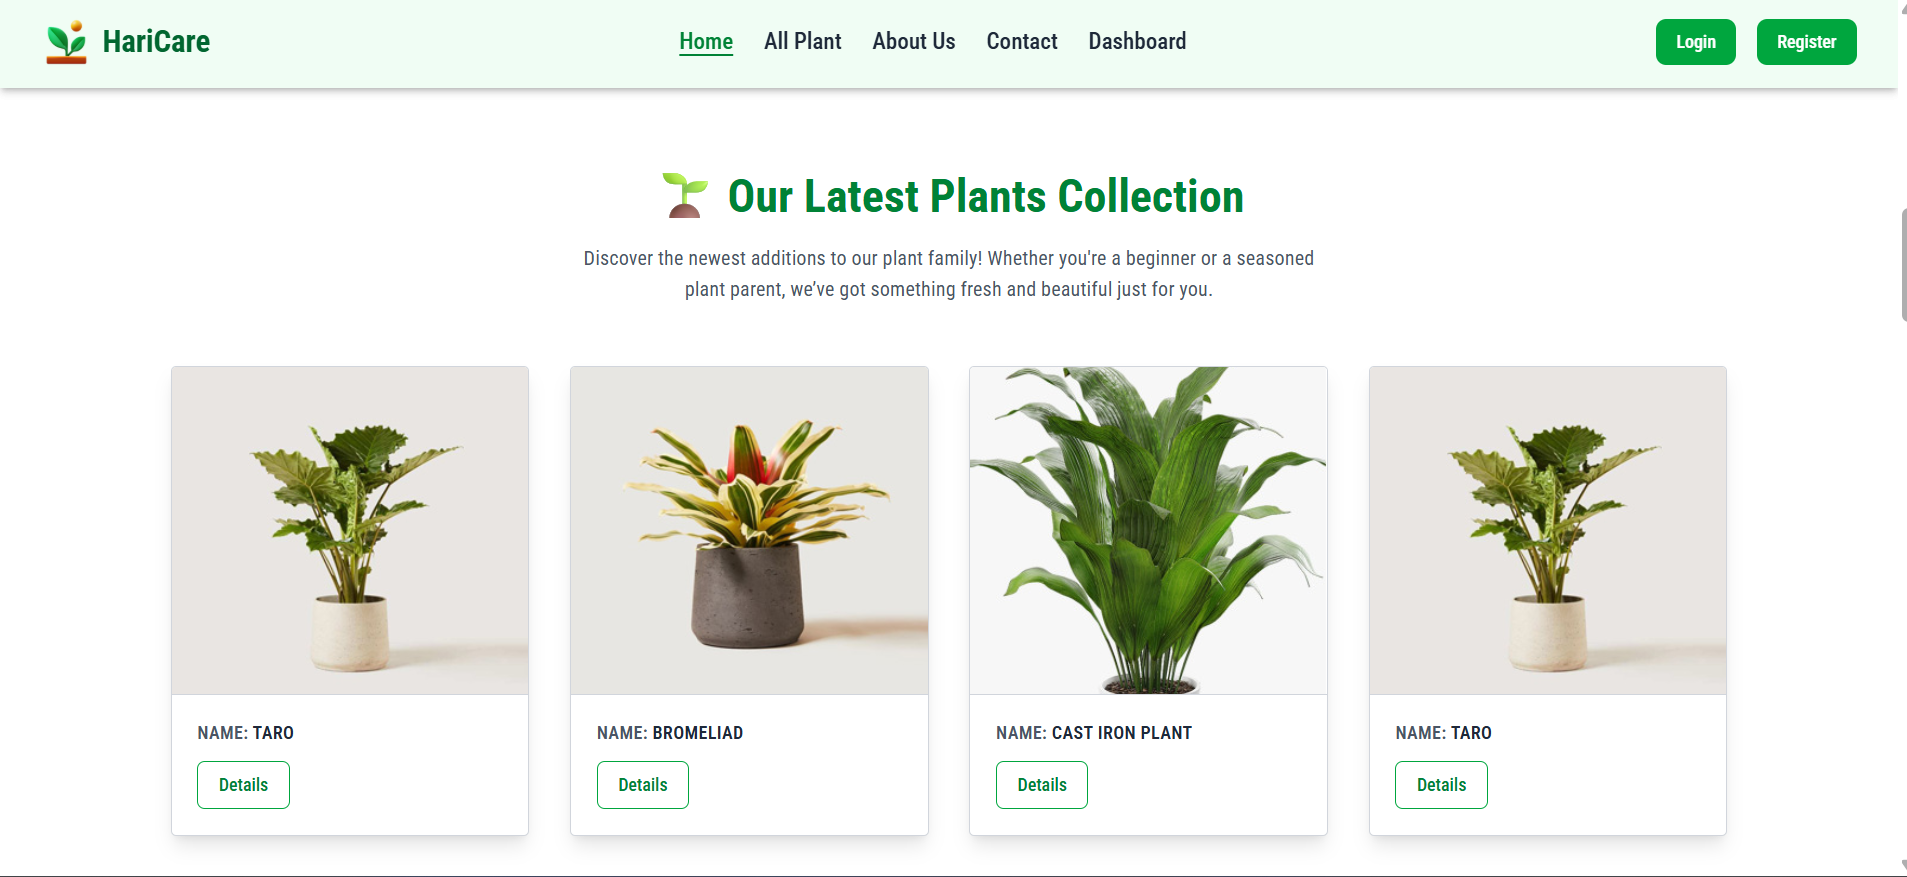 HariCare
Home
All Plant
About Us
Contact
Dashboard
Login
Register
Our Latest Plants Collection
Discover the newest additions to our plant family! Whether you're a beginner or a seasoned
plant parent, we’ve got something fresh and beautiful just for you.
NAME: TARO
Details
NAME: BROMELIAD
Details
NAME: CAST IRON PLANT
Details
NAME: TARO
Details